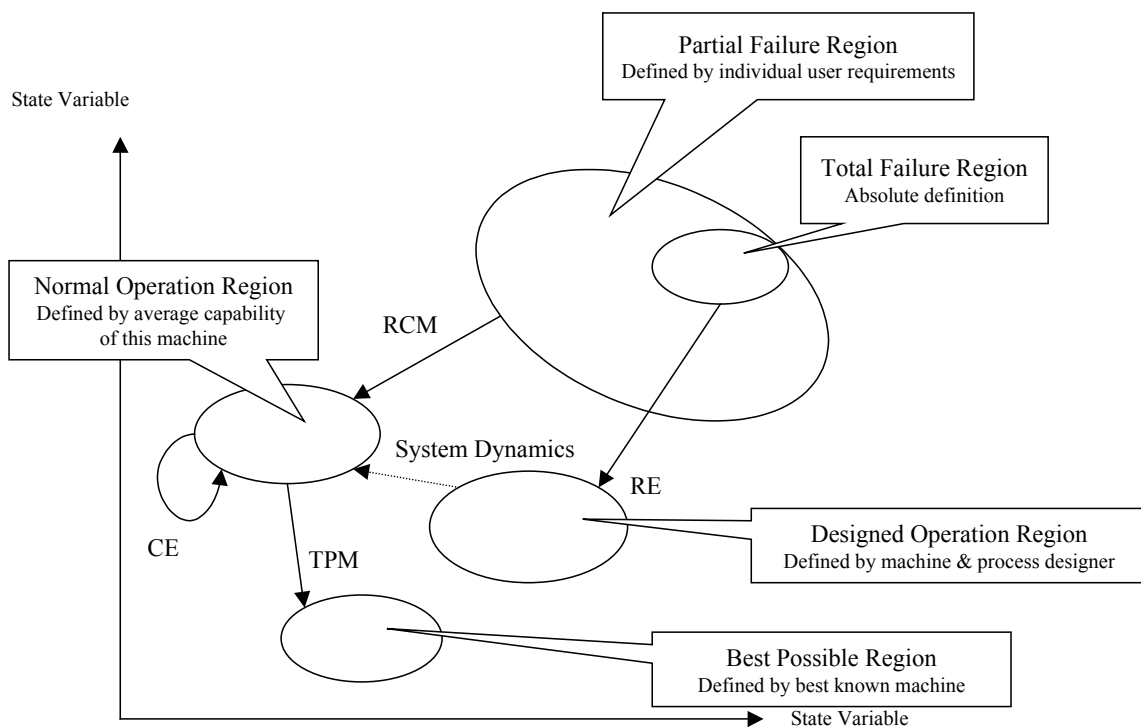 Partial Failure Region
Defined by individual user requirements
State Variable
Total Failure Region
Absolute definition
Normal Operation Region
Defined by average capability
of this machine
RCM
System Dynamics
RE
CE
TPM
Designed Operation Region
Defined by machine & process designer
Best Possible Region
Defined by best known machine
State Variable